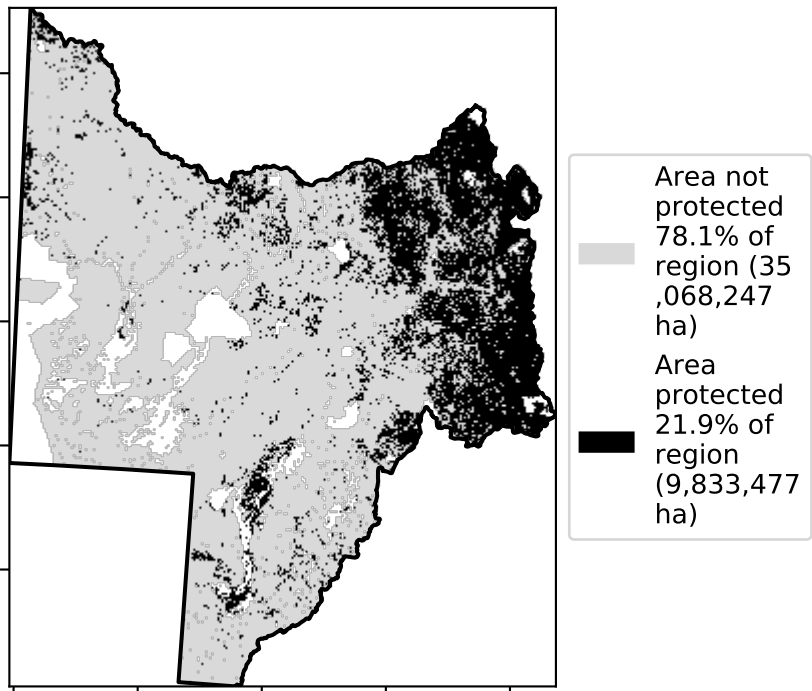 Area not
protected
78.1% of
region (35
,068,247
ha)
Area
protected
21.9% of
region
(9,833,477
ha)